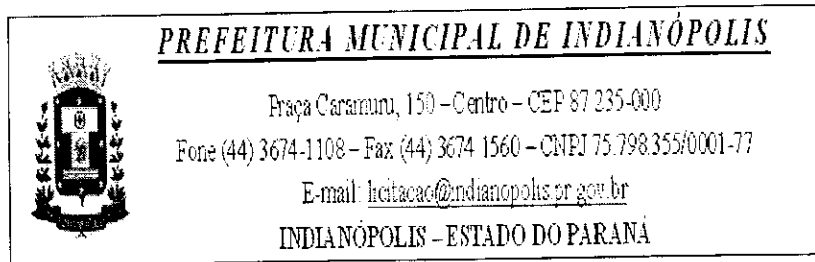 PREFEITURA MUNICIPAL DE INDIANÓPOLIS
Praça Caramuru, 150 – Centro – CEP 87.235-000
Fone (44) 3674-1108 – Fax (44) 3674 1560 – CNPJ 75.798.355/0001-77
E-mail: licitacao@indianopolis.pr.gov.br
INDIANÓPOLIS – ESTADO DO PARANÁ